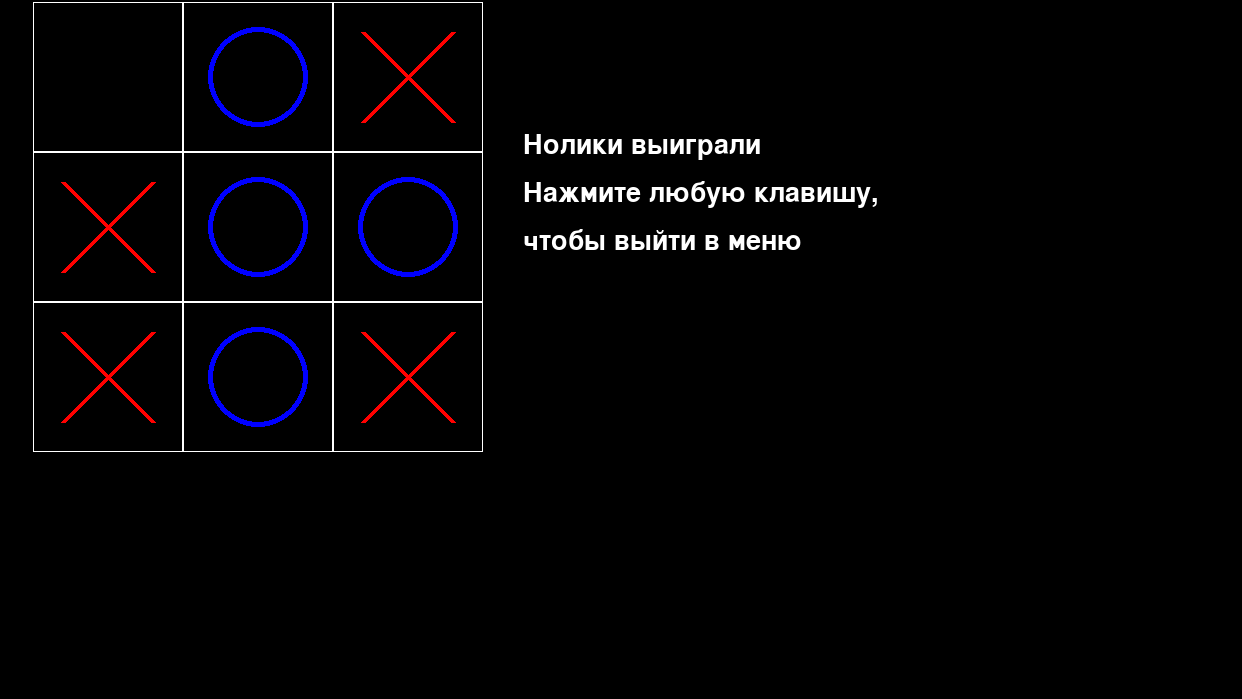 Нолики выиграли
Нажмите любую клавишу,
чтобы выйти в меню